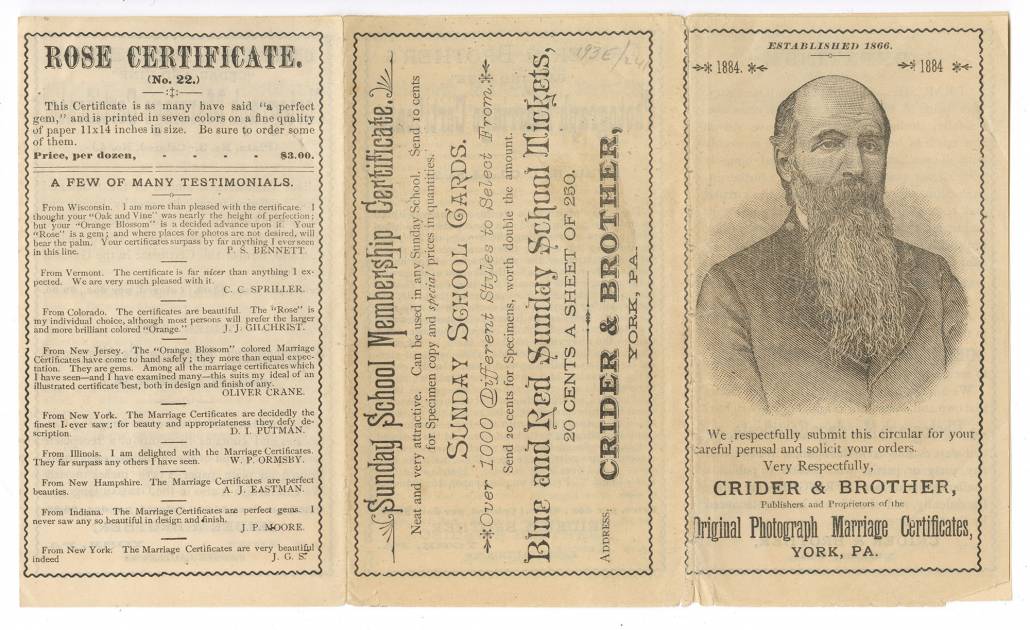 ROSE CERTIFICATE.
(No. 22.)
This Certificate is as many have said "a perfect
gem," and is printed in seven colors on a fine quality
of paper 11x14 inches in size. Be sure to order some
of them.
Price, per dozen, - - - - $3.00.
A FEW OF MANY TESTIMONIALS.
From Wisconsin. I am more than pleased with the certificate. I
thought your "Oak and Vine" was nearly the height of perfection;
but your "Orange Blossom" is a decided advance upon it. Your
"Rose" is a gem; and where places for photos are not desired, will
bear the palm. Your certificates surpass by far anything I ever seen
in this line. P. S. BENNETT.
From Vermont. The certificate is far nicer than anything I ex-
pected. We are very much pleased with it.
C. C. SPRILLER.
From Colorado. The certificates are beautiful. The "Rose" is
my individual choice, although most persons will prefer the larger
and more brilliant colored "Orange." J. J. GILCHRIST.
From New Jersey. The "Orange Blossom" colored Marriage
Certificates have come to hand safely; they more than equal expec-
tation. They are gems. Among all the marriage certificates which
I have seen—and I have examined many—this suits my ideal of an
illustrated certificate best, both in design and finish of any.
OLIVER CRANE.
From New York. The Marriage Certificates are decidedly the
finest I ever saw; for beauty and appropriateness they defy de-
scription. D. I. PUTMAN.
From Illinois. I am delighted with the Marriage Certificates.
They far surpass any others I have seen. W. P. ORMSBY.
From New Hampshire. The Marriage Certificates are perfect
beauties. A. J. EASTMAN.
From Indiana. The Marriage Certificates are perfect gems. I
never saw any so beautiful in design and finish.
J. P. MOORE.
From New York. The Marriage Certificates are very beautiful
indeed J. G. S.
Sunday School Membership Certificate.
Neat and very attractive. Can be used in any Sunday School. Send 10 cents
for Specimen copy and special prices in quantities.
SUNDAY SCHOOL CARDS.
Over 1000 Different Styles to Select From.
Send 20 cents for Specimens, worth double the amount.
Blue and Red Sunday School Tickets,
20 CENTS A SHEET OF 250.
ADDRESS,
CRIDER & BROTHER,
YORK, PA.
ESTABLISHED 1866.
1884. 1884
We respectfully submit this circular for your
careful perusal and solicit your orders.
Very Respectfully,
CRIDER & BROTHER,
Publishers and Proprietors of the
Original Photograph Marriage Certificates,
YORK, PA.